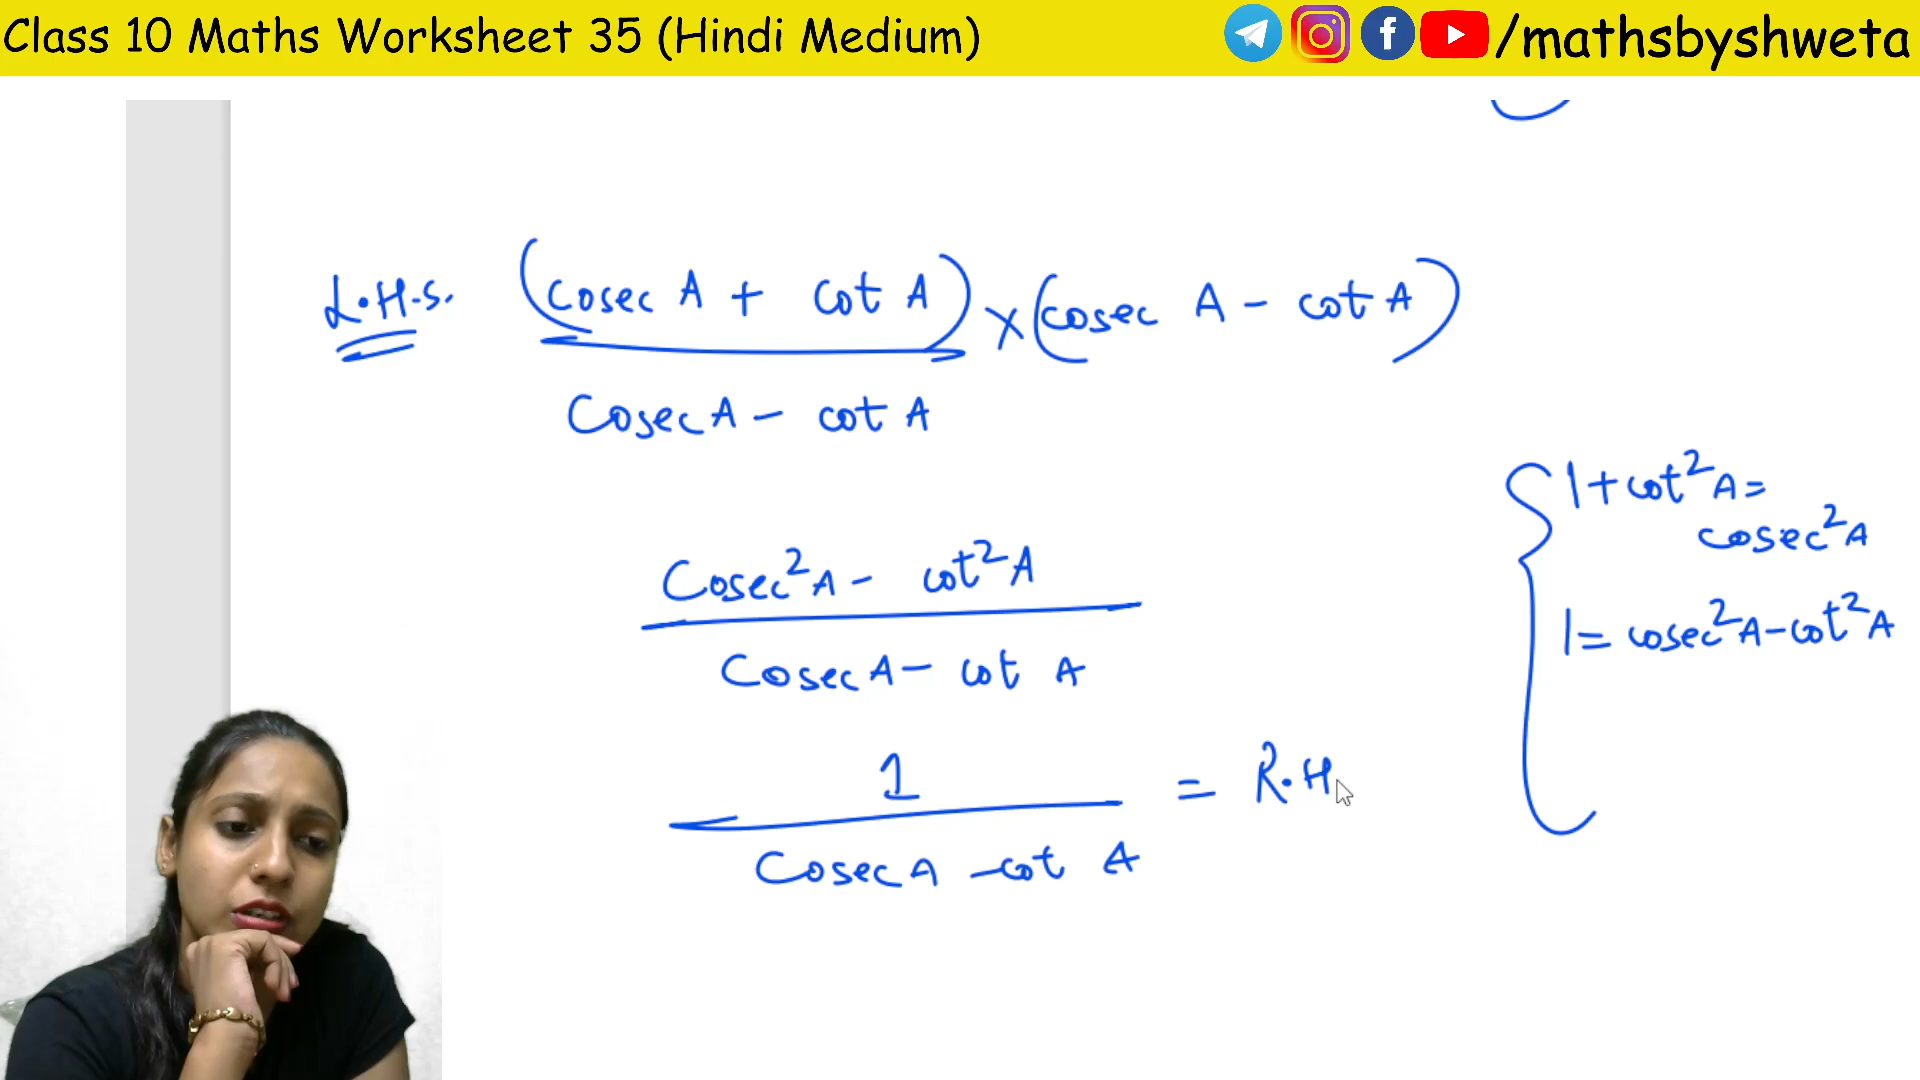 Class 10 Maths Worksheet 35 (Hindi Medium)
/mathsbyshweta
L.H.S. (cosec A + cot A) × (cosec A - cot A)
Cosec A - cot A
Cosec²A - cot²A
Cosec A - cot A
1 = R.H
Cosec A - cot A
1 + cot²A =
cosec²A
1 = cosec²A - cot²A